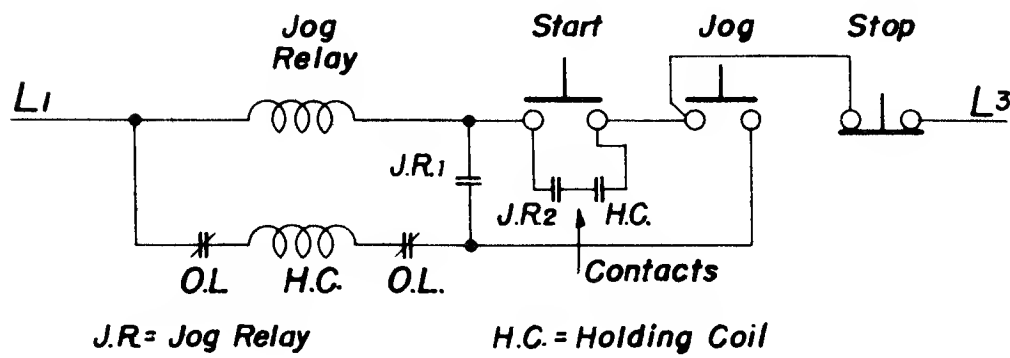 Jog Relay
Start
Jog
Stop
L1
L3
J.R.1
J.R.2
H.C.
O.L
H.C.
O.L.
Contacts
J.R.= Jog Relay
H.C.= Holding Coil